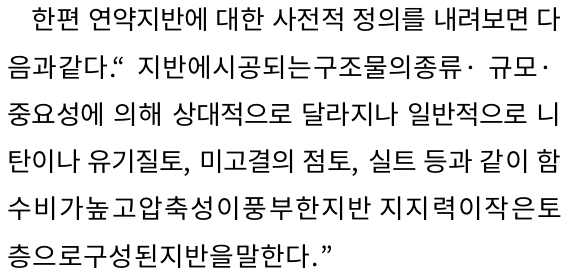 한편 연약지반에 대한 사전적 정의를 내려보면 다
음과같다.“ 지반에시공되는구조물의종류· 규모·
중요성에 의해 상대적으로 달라지나 일반적으로 니
탄이나 유기질토, 미고결의 점토, 실트 등과 같이 함
수비가높고압축성이풍부한지반 지지력이작은토
층으로구성된지반을말한다.”